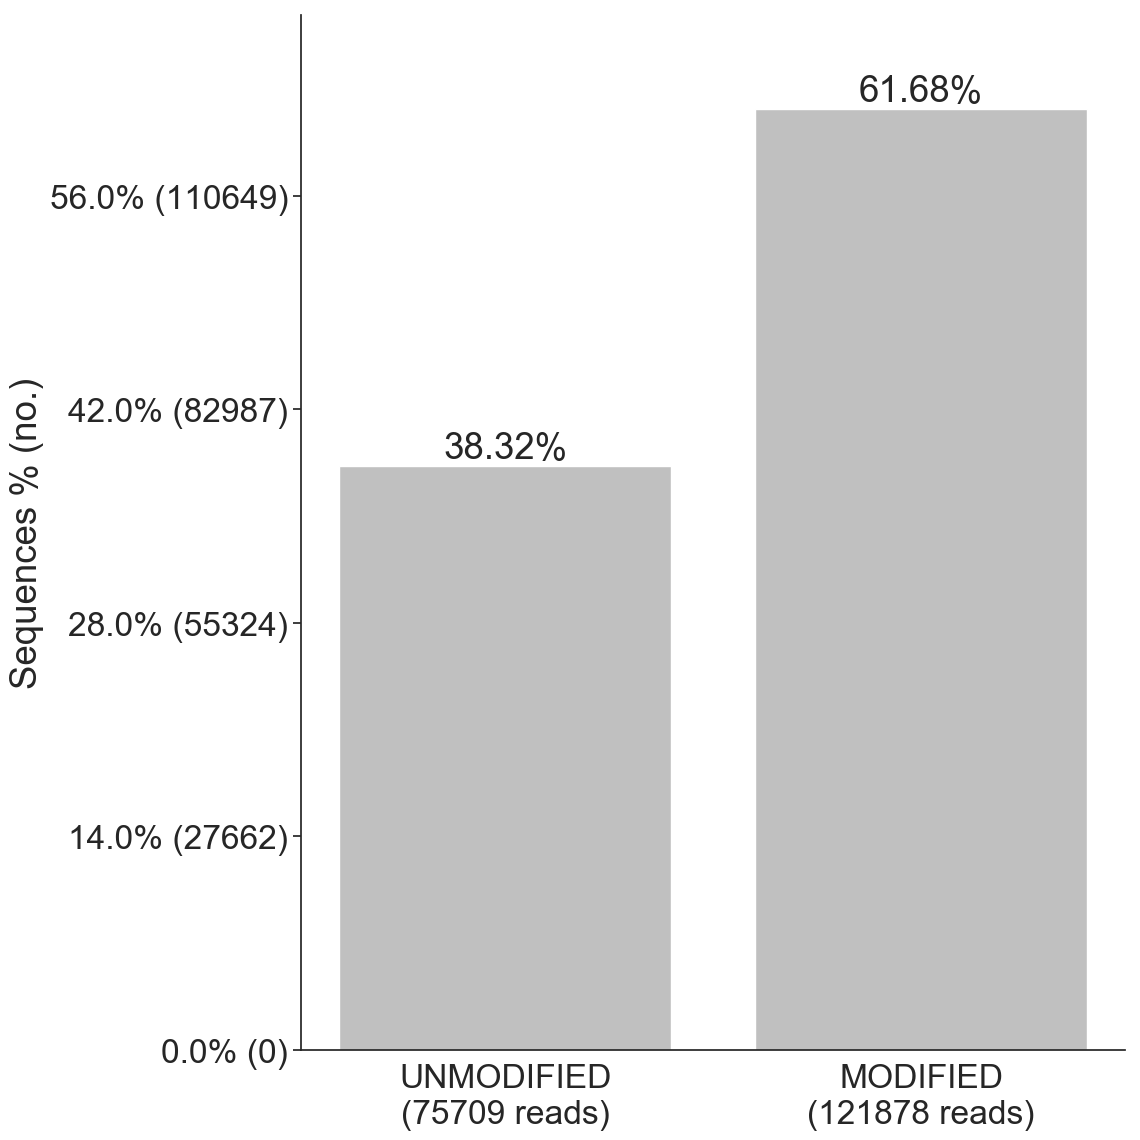 Sequences % (no.)
56.0% (110649)
42.0% (82987)
28.0% (55324)
14.0% (27662)
0.0% (0)
38.32%
61.68%
UNMODIFIED
(75709 reads)
MODIFIED
(121878 reads)